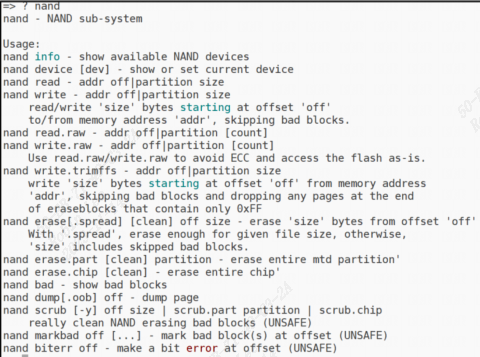 => ? nand
nand - NAND sub-system

Usage:
nand info - show available NAND devices
nand device [dev] - show or set current device
nand read - addr off|partition size
nand write - addr off|partition size
    read/write 'size' bytes starting at offset 'off'
    to/from memory address 'addr', skipping bad blocks.
nand read.raw - addr off|partition [count]
nand write.raw - addr off|partition [count]
    Use read.raw/write.raw to avoid ECC and access the flash as-is.
nand write.trimffs - addr off|partition size
    write 'size' bytes starting at offset 'off' from memory address
    'addr', skipping bad blocks and dropping any pages at the end
    of eraseblocks that contain only 0xFF
nand erase[.spread] [clean] off size - erase 'size' bytes from offset 'off'
    With '.spread', erase enough for given file size, otherwise,
    'size' includes skipped bad blocks.
nand erase.part [clean] partition - erase entire mtd partition'
nand erase.chip [clean] - erase entire chip'
nand bad - show bad blocks
nand dump[.oob] off - dump page
nand scrub [-y] off size | scrub.part partition | scrub.chip
    really clean NAND erasing bad blocks (UNSAFE)
nand markbad off [...] - mark bad block(s) at offset (UNSAFE)
nand biterr off - make a bit error at offset (UNSAFE)